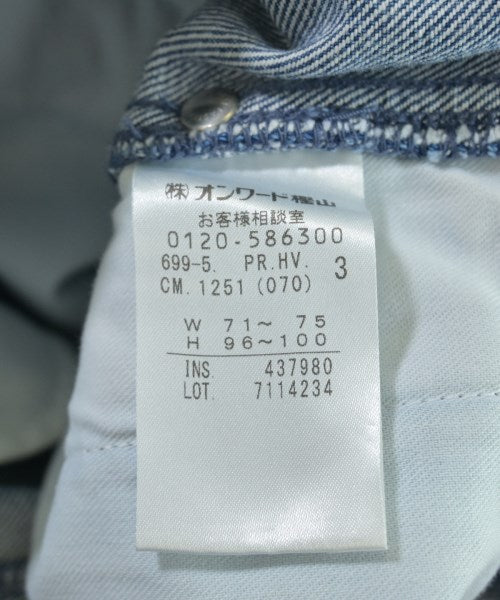 (株)オンワード樫山
お客様相談室
0120-586300
699-5. PR.HV. 3
CM.1251(070)
W 71～ 75
H 96～100
INS. 437980
LOT. 7114234